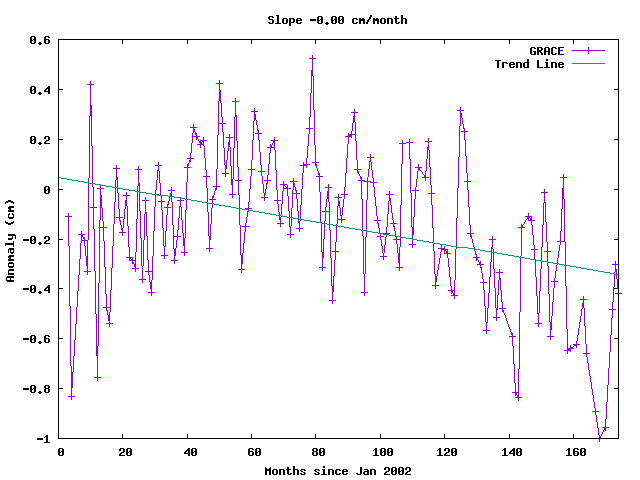 Slope -0.00 cm/month
GRACE
Trend Line
0.6
0.4
0.2
0
-0.2
-0.4
-0.6
-0.8
-1
Anomaly (cm)
0 20 40 60 80 100 120 140 160
Months since Jan 2002